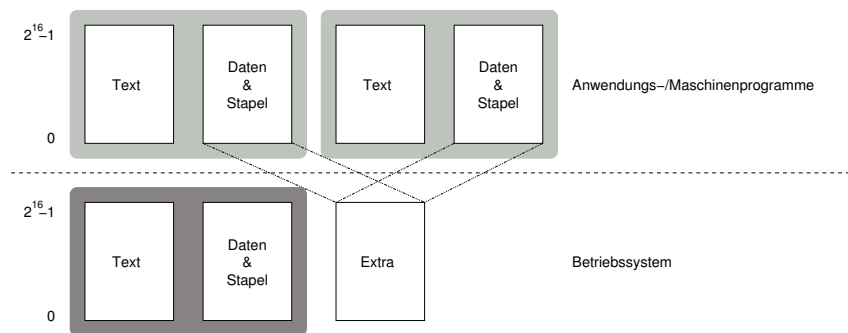 2^16–1
Text
Daten
&
Stapel
Text
Daten
&
Stapel
Anwendungs–/Maschinenprogramme
0
2^16–1
Text
Daten
&
Stapel
Extra
Betriebssystem
0